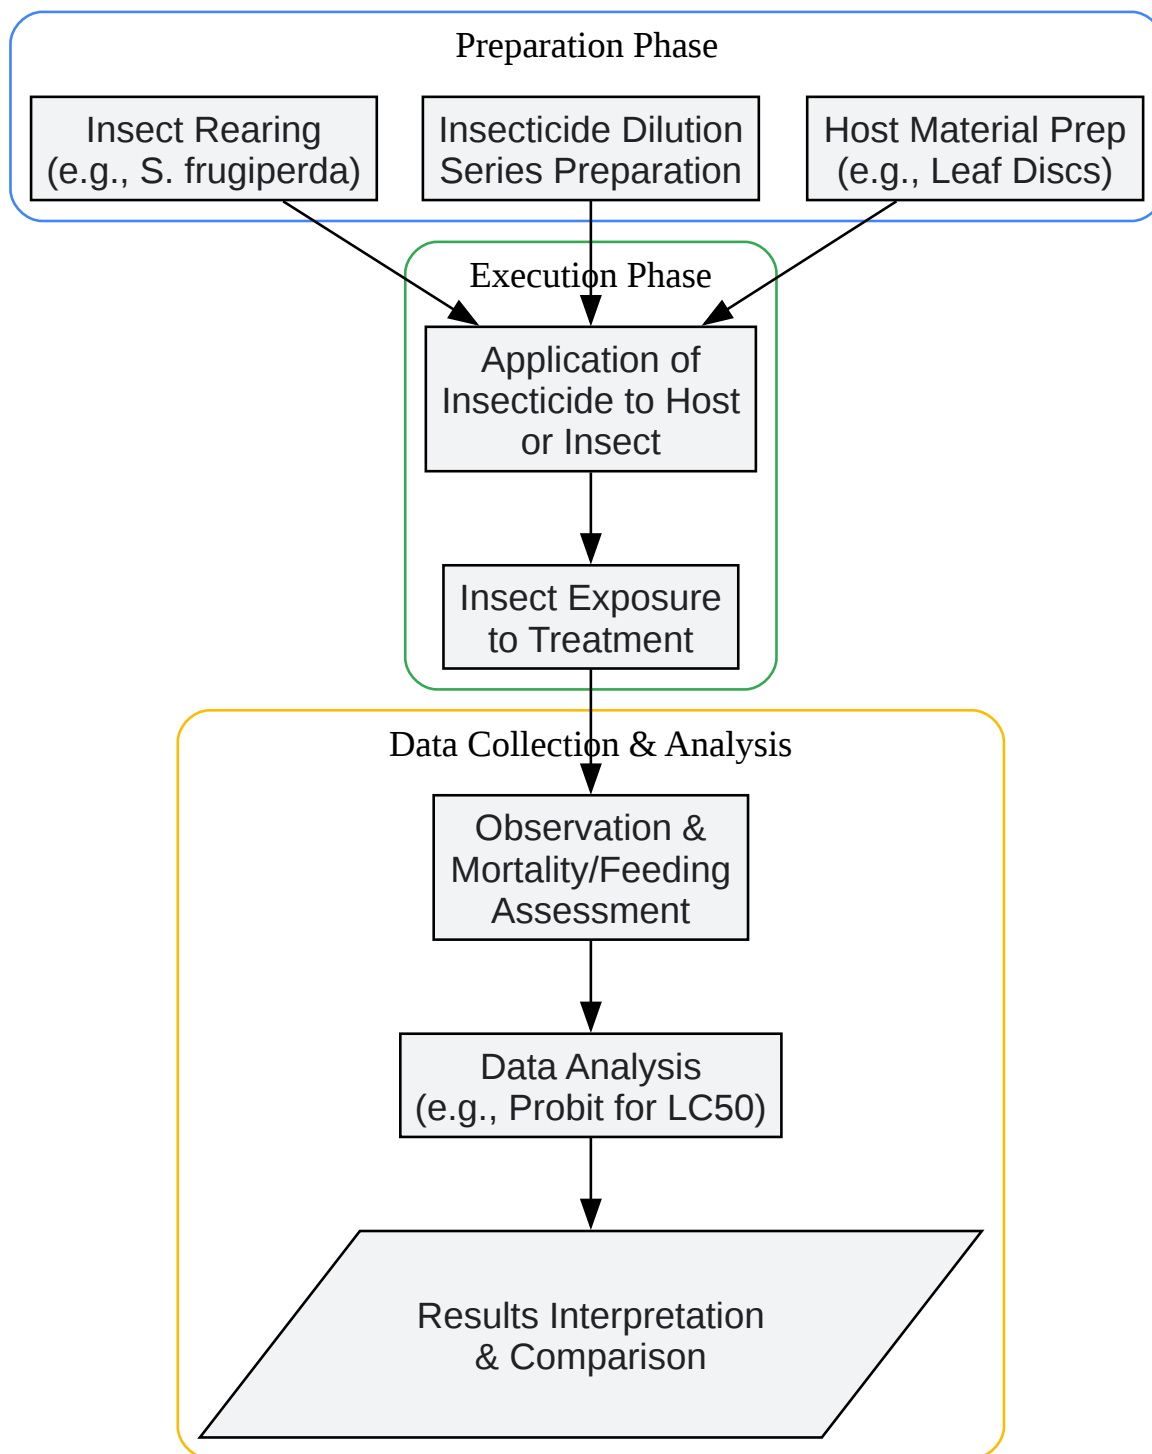 Preparation Phase
Insect Rearing
(e.g., S. frugiperda)
Insecticide Dilution
Series Preparation
Host Material Prep
(e.g., Leaf Discs)
Execution Phase
Application of
Insecticide to Host
or Insect
Insect Exposure
to Treatment
Data Collection & Analysis
Observation &
Mortality/Feeding
Assessment
Data Analysis
(e.g., Probit for LC50)
Results Interpretation
& Comparison